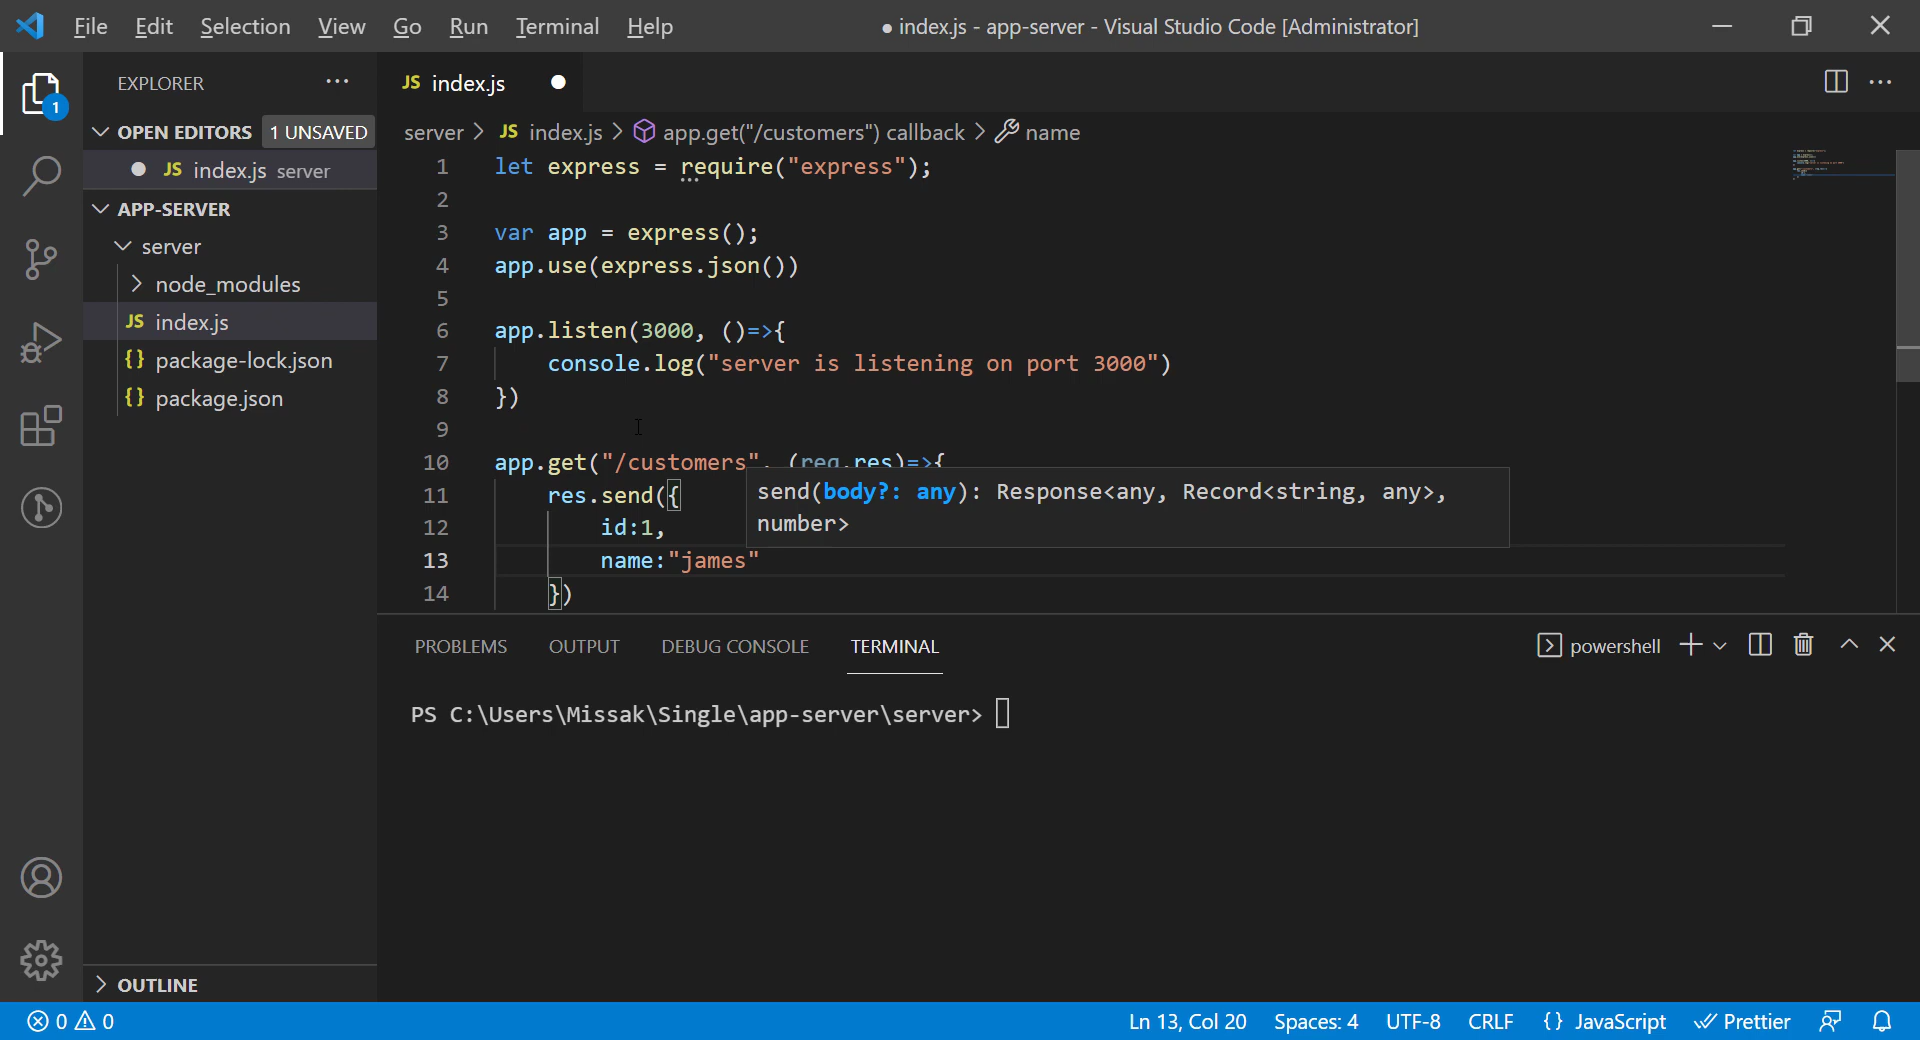 File Edit Selection View Go Run Terminal Help
● index.js - app-server - Visual Studio Code [Administrator]
1
EXPLORER ...
OPEN EDITORS 1 UNSAVED
JS index.js server
APP-SERVER
server
node_modules
JS index.js
{} package-lock.json
{} package.json
OUTLINE
JS index.js
server > JS index.js > app.get("/customers") callback > name
1 let express = require("express");
2
3 var app = express();
4 app.use(express.json())
5
6 app.listen(3000, ()=>{
7 console.log("server is listening on port 3000")
8 })
9
10 app.get("/customers", (req,res)=>{
11 res.send({
12 id:1,
13 name:"james"
14 })
send(body?: any): Response<any, Record<string, any>,
number>
PROBLEMS OUTPUT DEBUG CONSOLE TERMINAL
powershell
PS C:\Users\Missak\Single\app-server\server>
0 0
Ln 13, Col 20 Spaces: 4 UTF-8 CRLF {} JavaScript Prettier